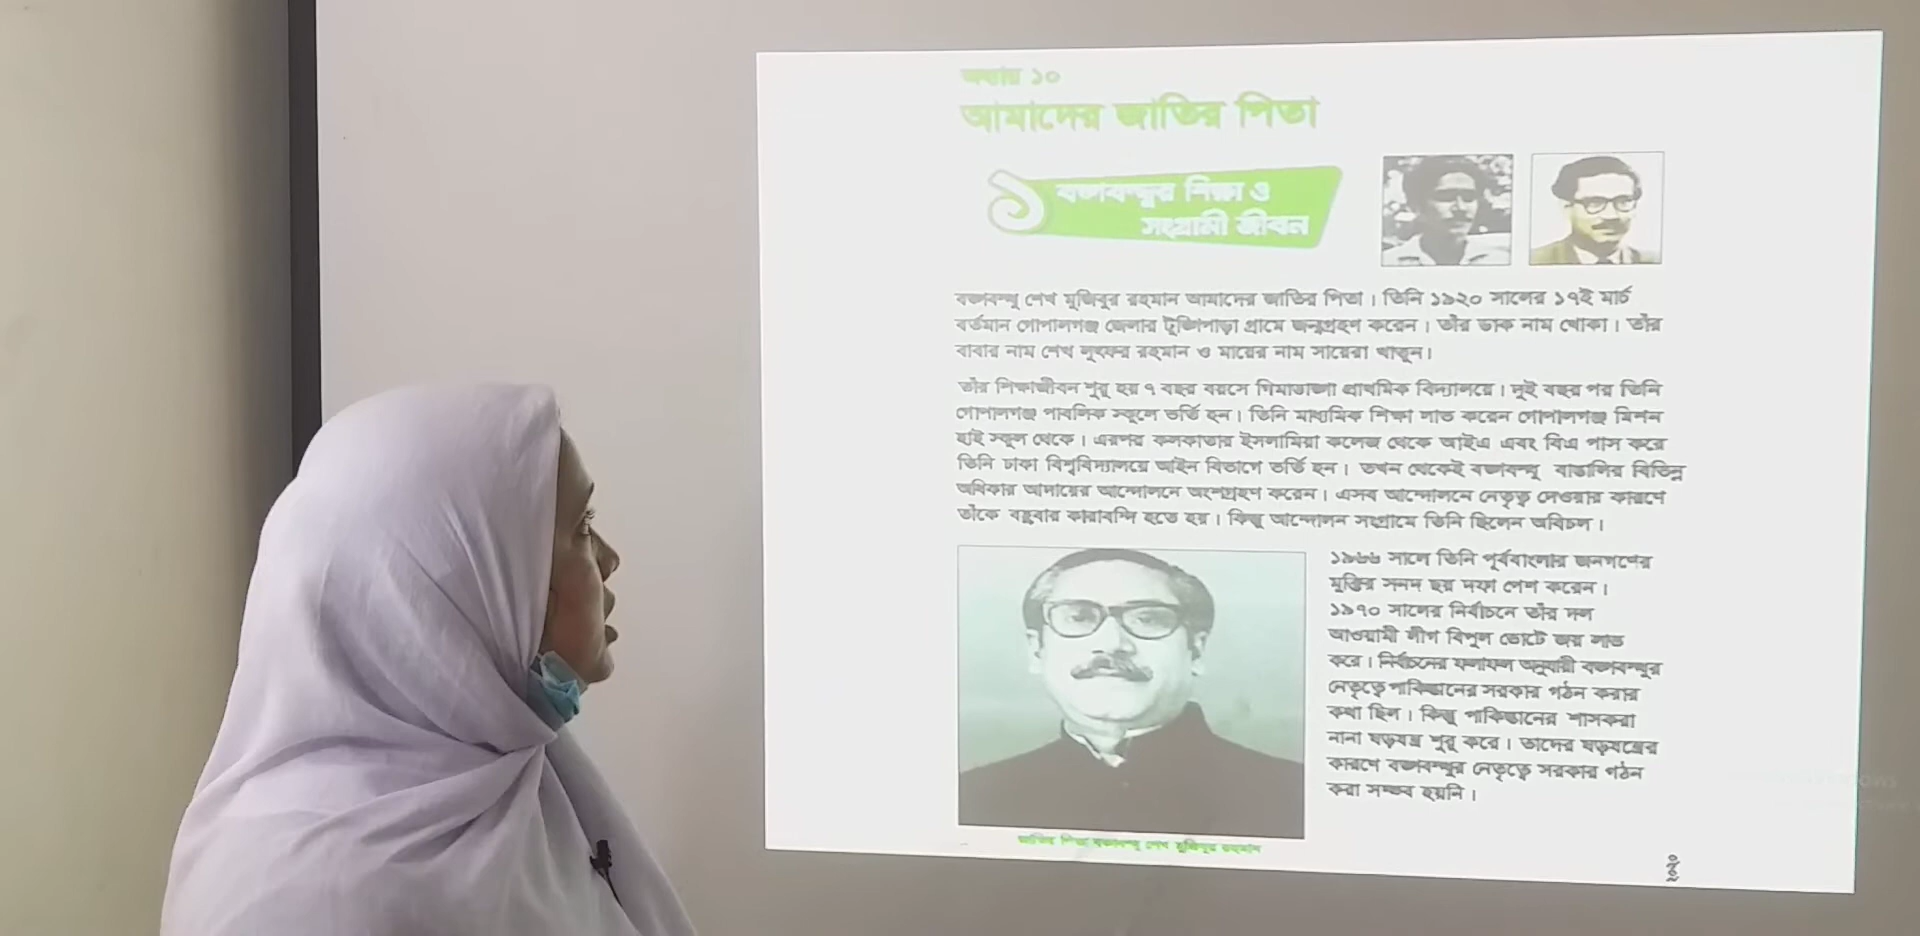 অধ্যায় ১০
আমাদের জাতির পিতা
১ বঙ্গবন্ধুর শিক্ষা ও
সংগ্রামী জীবন
বঙ্গবন্ধু শেখ মুজিবুর রহমান আমাদের জাতির পিতা। তিনি ১৯২০ সালের ১৭ই মার্চ
বর্তমান গোপালগঞ্জ জেলার টুঙ্গিপাড়া গ্রামে জন্মগ্রহণ করেন। তাঁর ডাক নাম খোকা। তাঁর
বাবার নাম শেখ লুৎফর রহমান ও মায়ের নাম সায়েরা খাতুন।
তাঁর শিক্ষাজীবন শুরু হয় ৭ বছর বয়সে গিমাডাঙ্গা প্রাথমিক বিদ্যালয়ে। দুই বছর পর তিনি
গোপালগঞ্জ পাবলিক স্কুলে ভর্তি হন। তিনি মাধ্যমিক শিক্ষা লাভ করেন গোপালগঞ্জ মিশন
হাই স্কুল থেকে। এরপর কলকাতার ইসলামিয়া কলেজ থেকে আইএ এবং বিএ পাস করে
তিনি ঢাকা বিশ্ববিদ্যালয়ে আইন বিভাগে ভর্তি হন। তখন থেকেই বঙ্গবন্ধু বাঙালির বিভিন্ন
অধিকার আদায়ের আন্দোলনে অংশগ্রহণ করেন। এসব আন্দোলনে নেতৃত্ব দেওয়ার কারণে
তাঁকে বহুবার কারাবন্দি হতে হয়। কিন্তু আন্দোলন সংগ্রামে তিনি ছিলেন অবিচল।
১৯৬৬ সালে তিনি পূর্ববাংলার জনগণের
মুক্তির সনদ ছয় দফা পেশ করেন।
১৯৭০ সালের নির্বাচনে তাঁর দল
আওয়ামী লীগ বিপুল ভোটে জয় লাভ
করে। নির্বাচনের ফলাফল অনুযায়ী বঙ্গবন্ধুর
নেতৃত্বে পাকিস্তানের সরকার গঠন করার
কথা ছিল। কিন্তু পাকিস্তানের শাসকরা
নানা ষড়যন্ত্র শুরু করে। তাদের ষড়যন্ত্রের
কারণে বঙ্গবন্ধুর নেতৃত্বে সরকার গঠন
করা সম্ভব হয়নি।
জাতির পিতা বঙ্গবন্ধু শেখ মুজিবুর রহমান